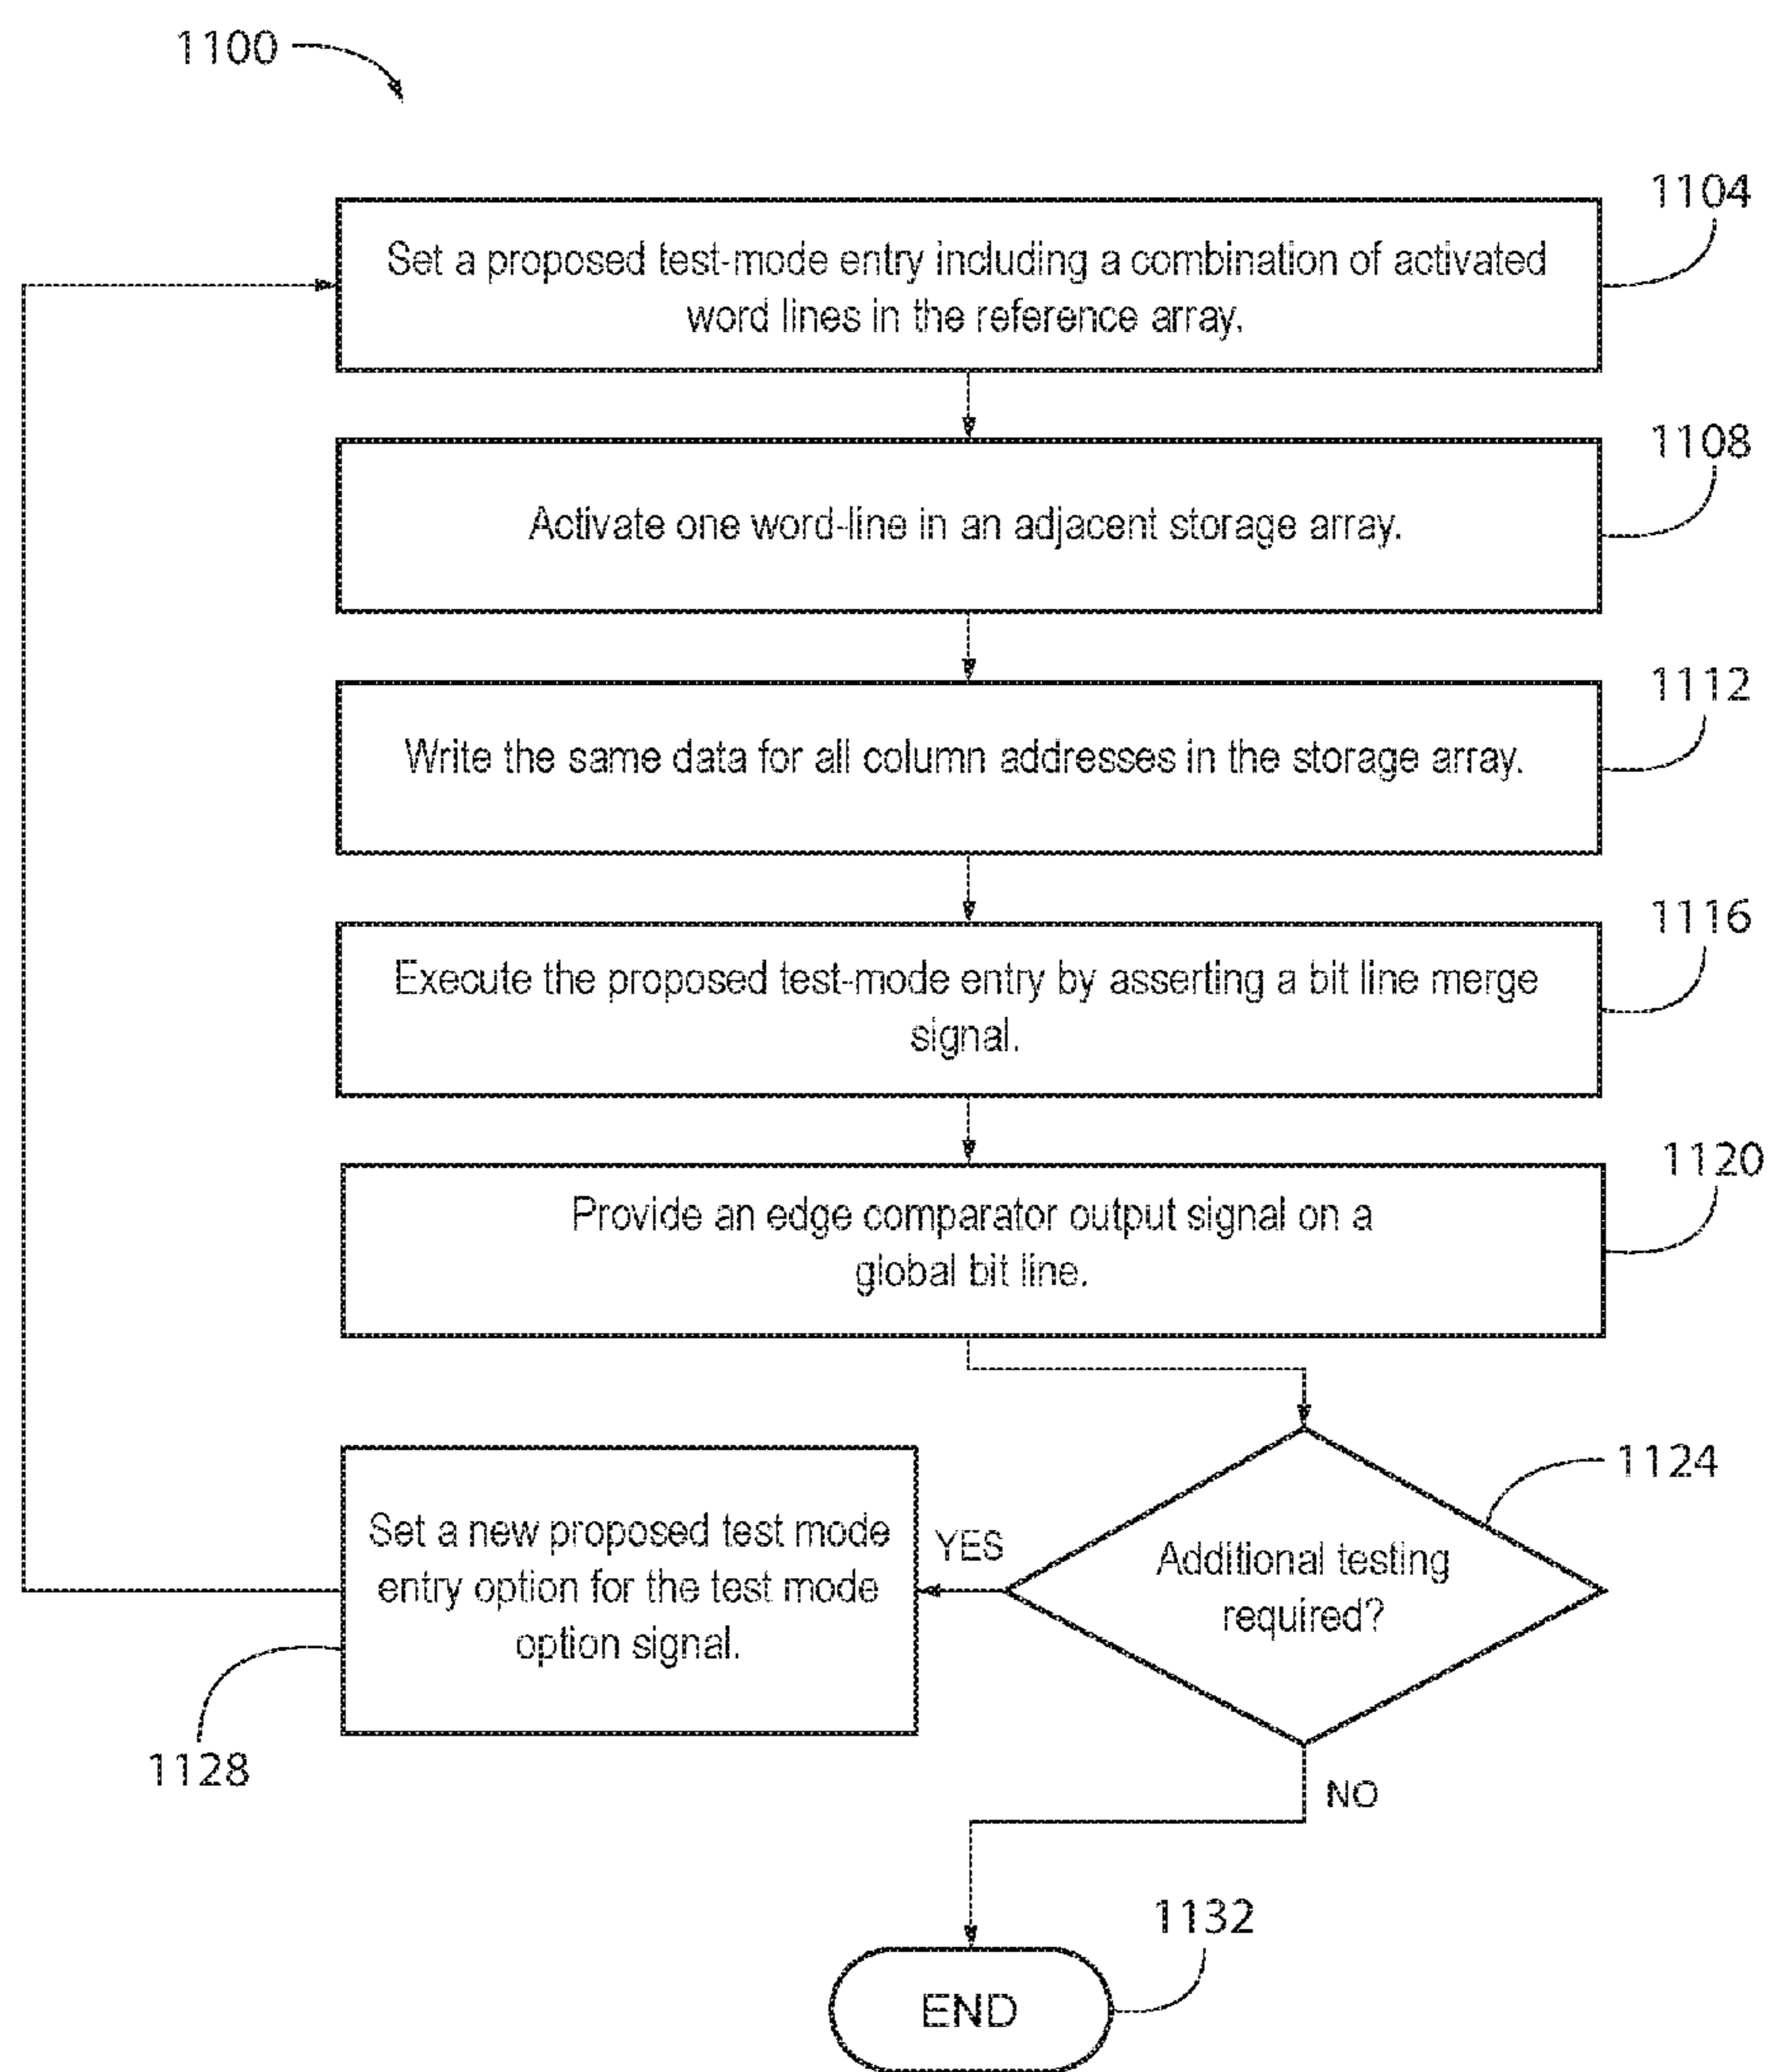 1100
1104
Set a proposed test-mode entry including a combination of activated
word lines in the reference array.
1108
Activate one word-line in an adjacent storage array.
1112
Write the same data for all column addresses in the storage array.
1116
Execute the proposed test-mode entry by asserting a bit line merge
signal.
1120
Provide an edge comparator output signal on a
global bit line.
1124
Additional testing
required?
YES
Set a new proposed test mode
entry option for the test mode
option signal.
1128
NO
1132
END